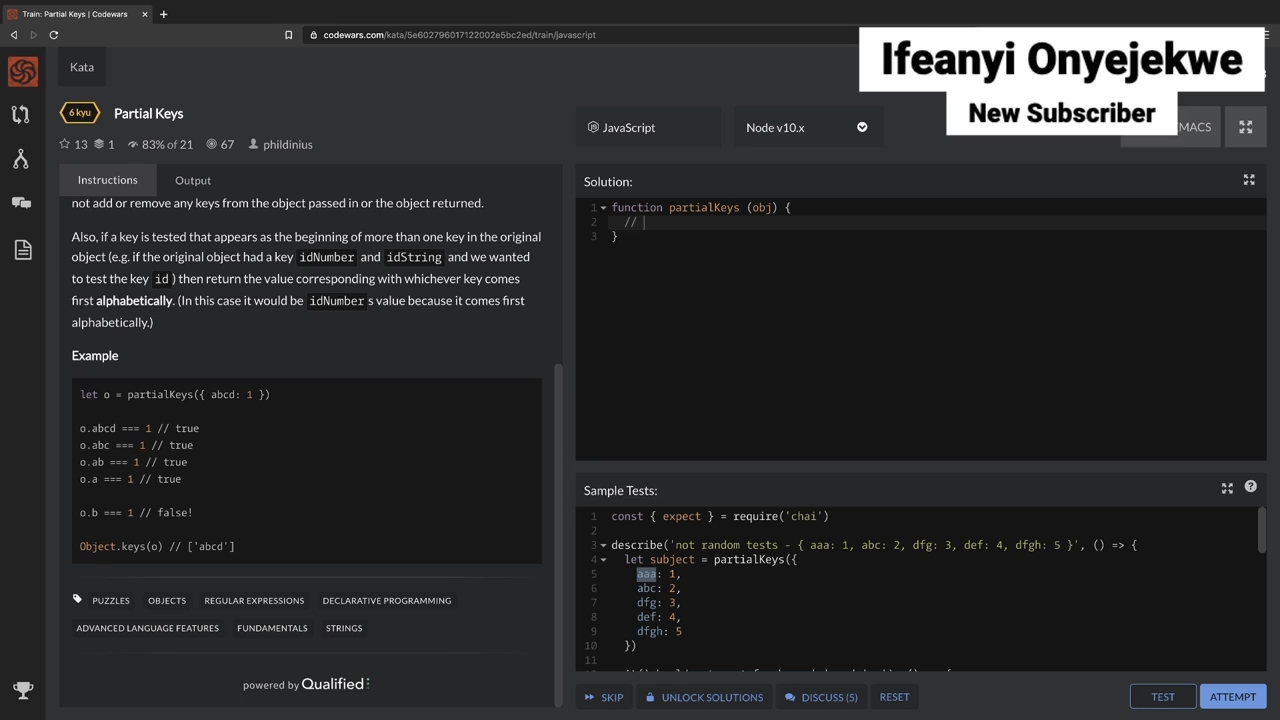 Train: Partial Keys | Codewars
codewars.com/kata/5e602796017122002e5bc2ed/train/javascript
Ifeanyi Onyejekwe
New Subscriber
Kata
6 kyu
Partial Keys
13 1 83% of 21 67 phildinius
JavaScript
Node v10.x
MACS
Instructions
Output
not add or remove any keys from the object passed in or the object returned.
Also, if a key is tested that appears as the beginning of more than one key in the original
object (e.g. if the original object had a key idNumber and idString and we wanted
to test the key id ) then return the value corresponding with whichever key comes
first alphabetically. (In this case it would be idNumber s value because it comes first
alphabetically.)
Example
let o = partialKeys({ abcd: 1 })
o.abcd === 1 // true
o.abc === 1 // true
o.ab === 1 // true
o.a === 1 // true
o.b === 1 // false!
Object.keys(o) // ['abcd']
PUZZLES OBJECTS REGULAR EXPRESSIONS DECLARATIVE PROGRAMMING
ADVANCED LANGUAGE FEATURES FUNDAMENTALS STRINGS
powered by Qualified
Solution:
1 function partialKeys (obj) {
2 //
3 }
Sample Tests:
1 const { expect } = require('chai')
2
3 describe('not random tests - { aaa: 1, abc: 2, dfg: 3, def: 4, dfgh: 5 }', () => {
4 let subject = partialKeys({
5 aaa: 1,
6 abc: 2,
7 dfg: 3,
8 def: 4,
9 dfgh: 5
10 })
11
SKIP
UNLOCK SOLUTIONS
DISCUSS (5)
RESET
TEST
ATTEMPT